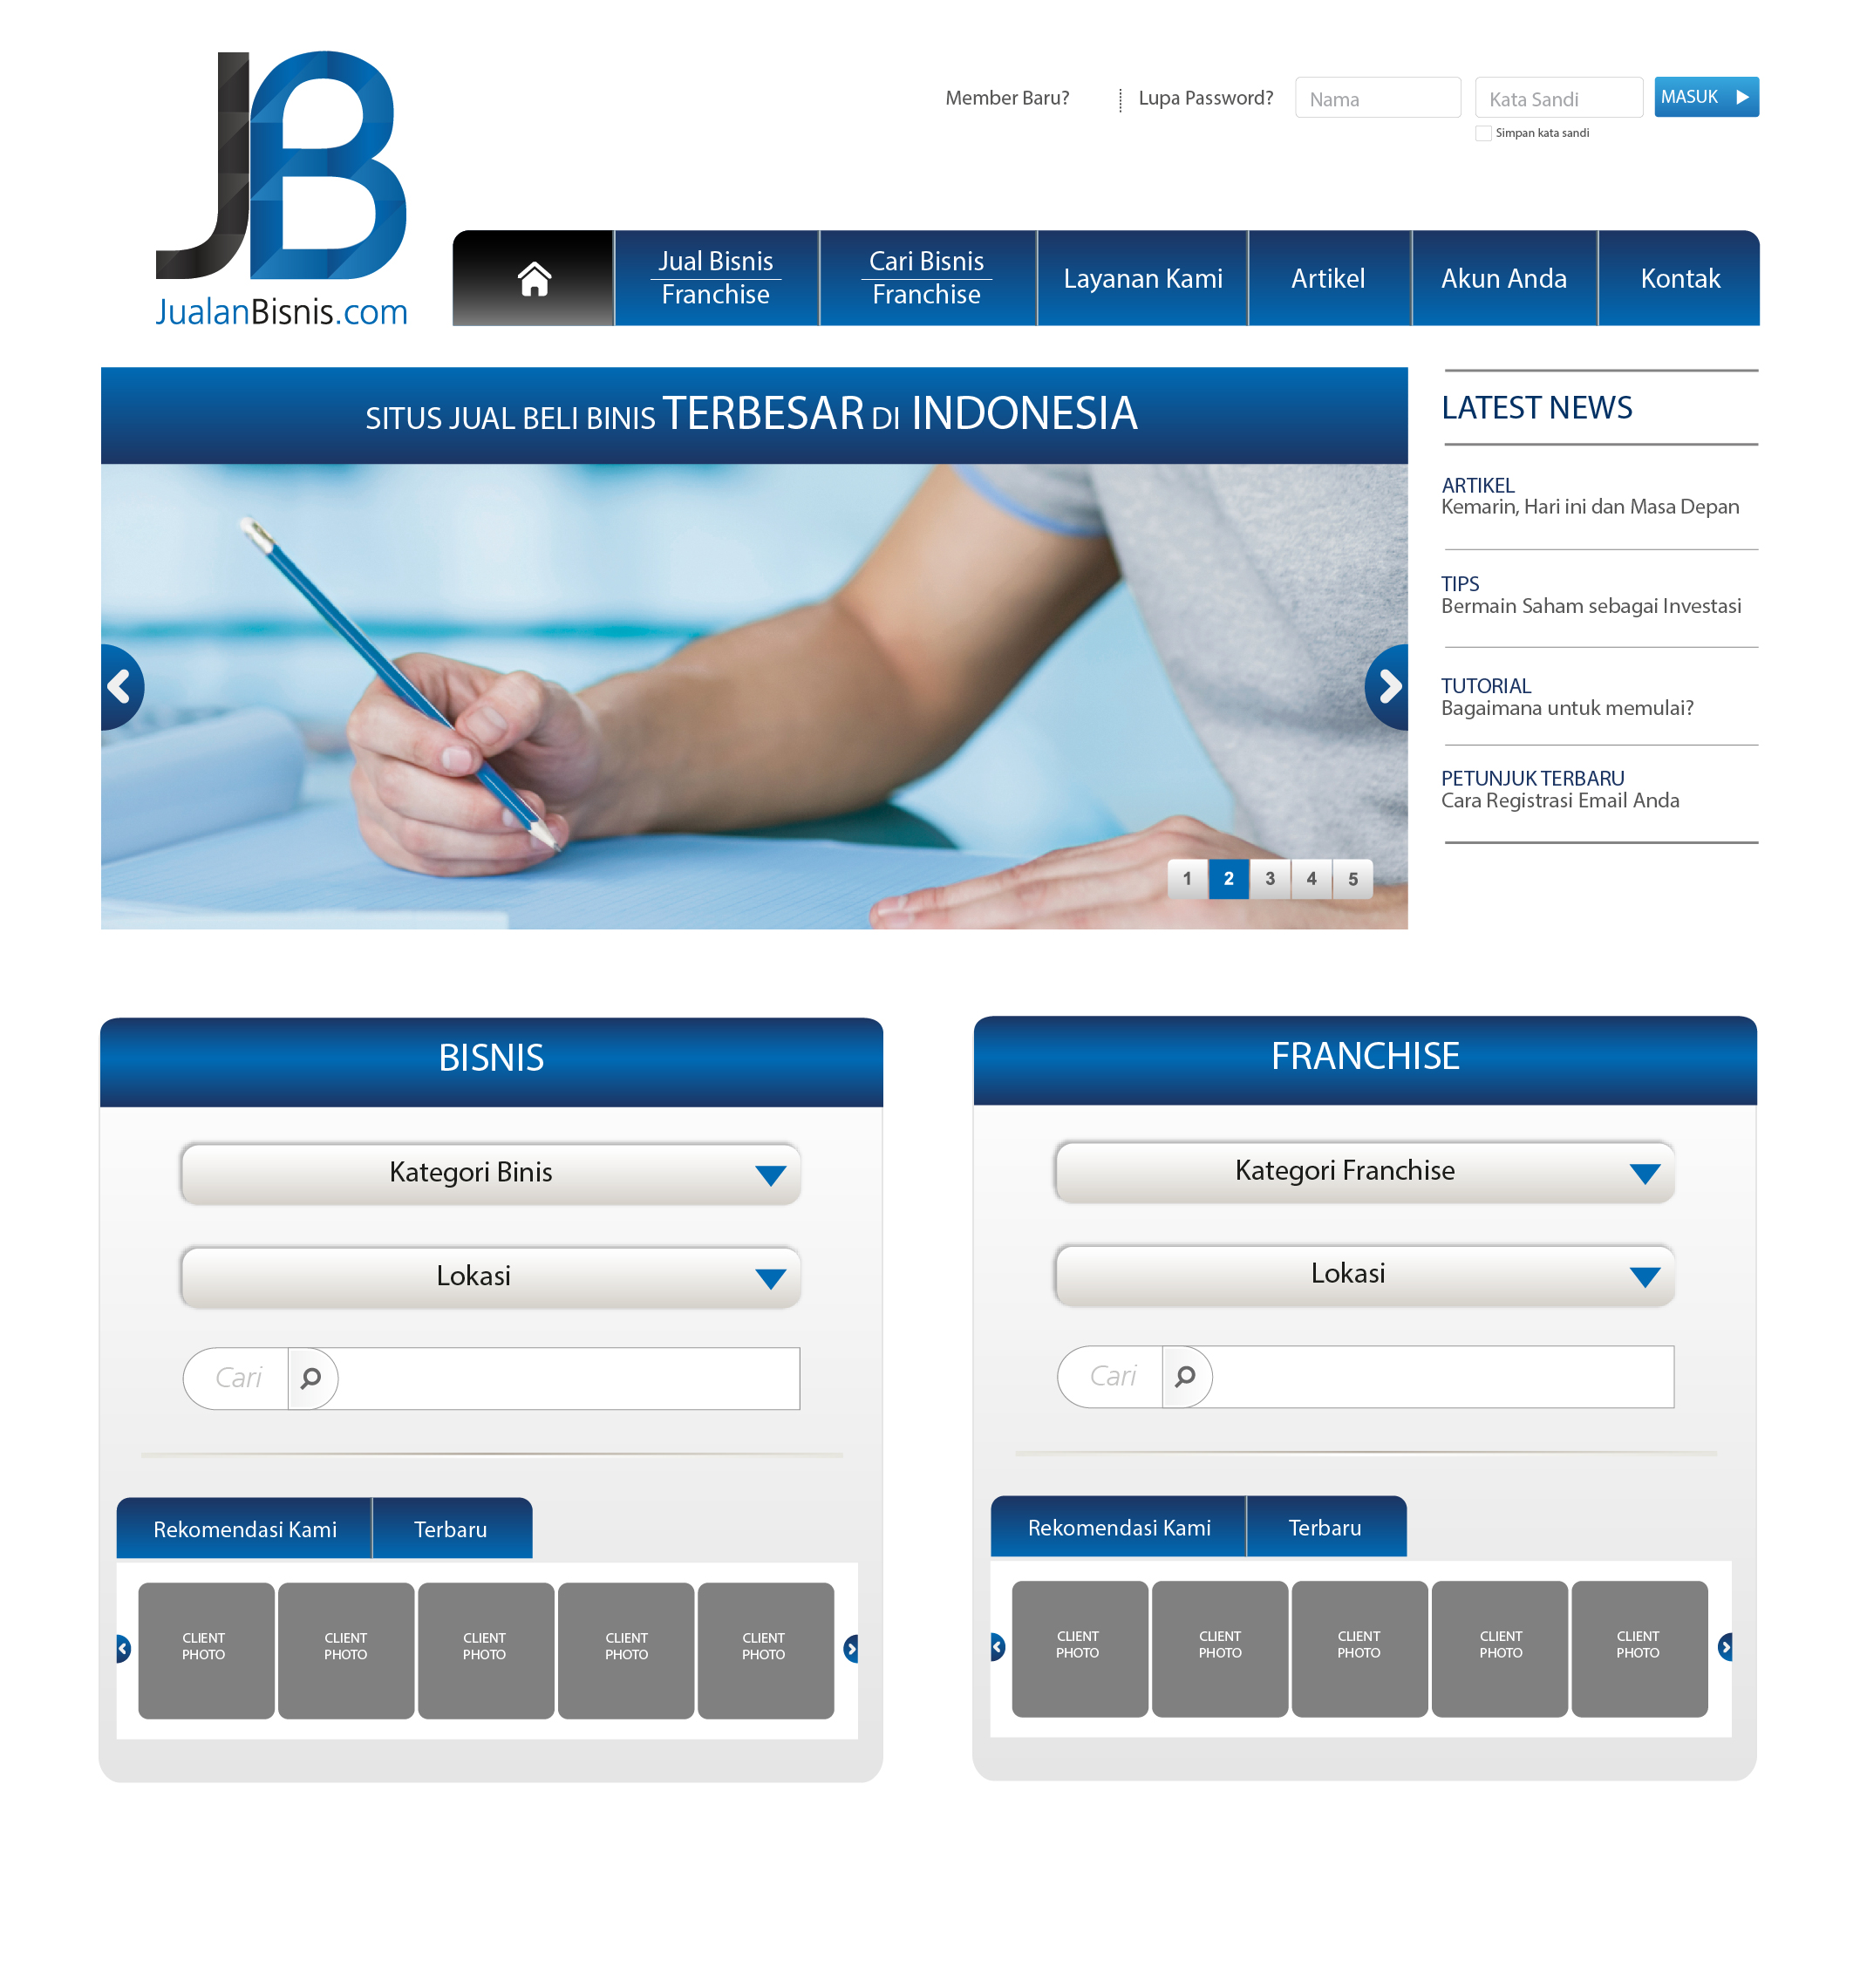 JB
JualanBisnis.com
Member Baru?
Lupa Password?
Nama
Kata Sandi
MASUK
Simpan kata sandi
Jual Bisnis
Franchise
Cari Bisnis
Franchise
Layanan Kami
Artikel
Akun Anda
Kontak
SITUS JUAL BELI BINIS TERBESAR DI INDONESIA
1 2 3 4 5
LATEST NEWS
ARTIKEL
Kemarin, Hari ini dan Masa Depan
TIPS
Bermain Saham sebagai Investasi
TUTORIAL
Bagaimana untuk memulai?
PETUNJUK TERBARU
Cara Registrasi Email Anda
BISNIS
Kategori Binis
Lokasi
Cari
Rekomendasi Kami
Terbaru
CLIENT
PHOTO
CLIENT
PHOTO
CLIENT
PHOTO
CLIENT
PHOTO
CLIENT
PHOTO
FRANCHISE
Kategori Franchise
Lokasi
Cari
Rekomendasi Kami
Terbaru
CLIENT
PHOTO
CLIENT
PHOTO
CLIENT
PHOTO
CLIENT
PHOTO
CLIENT
PHOTO